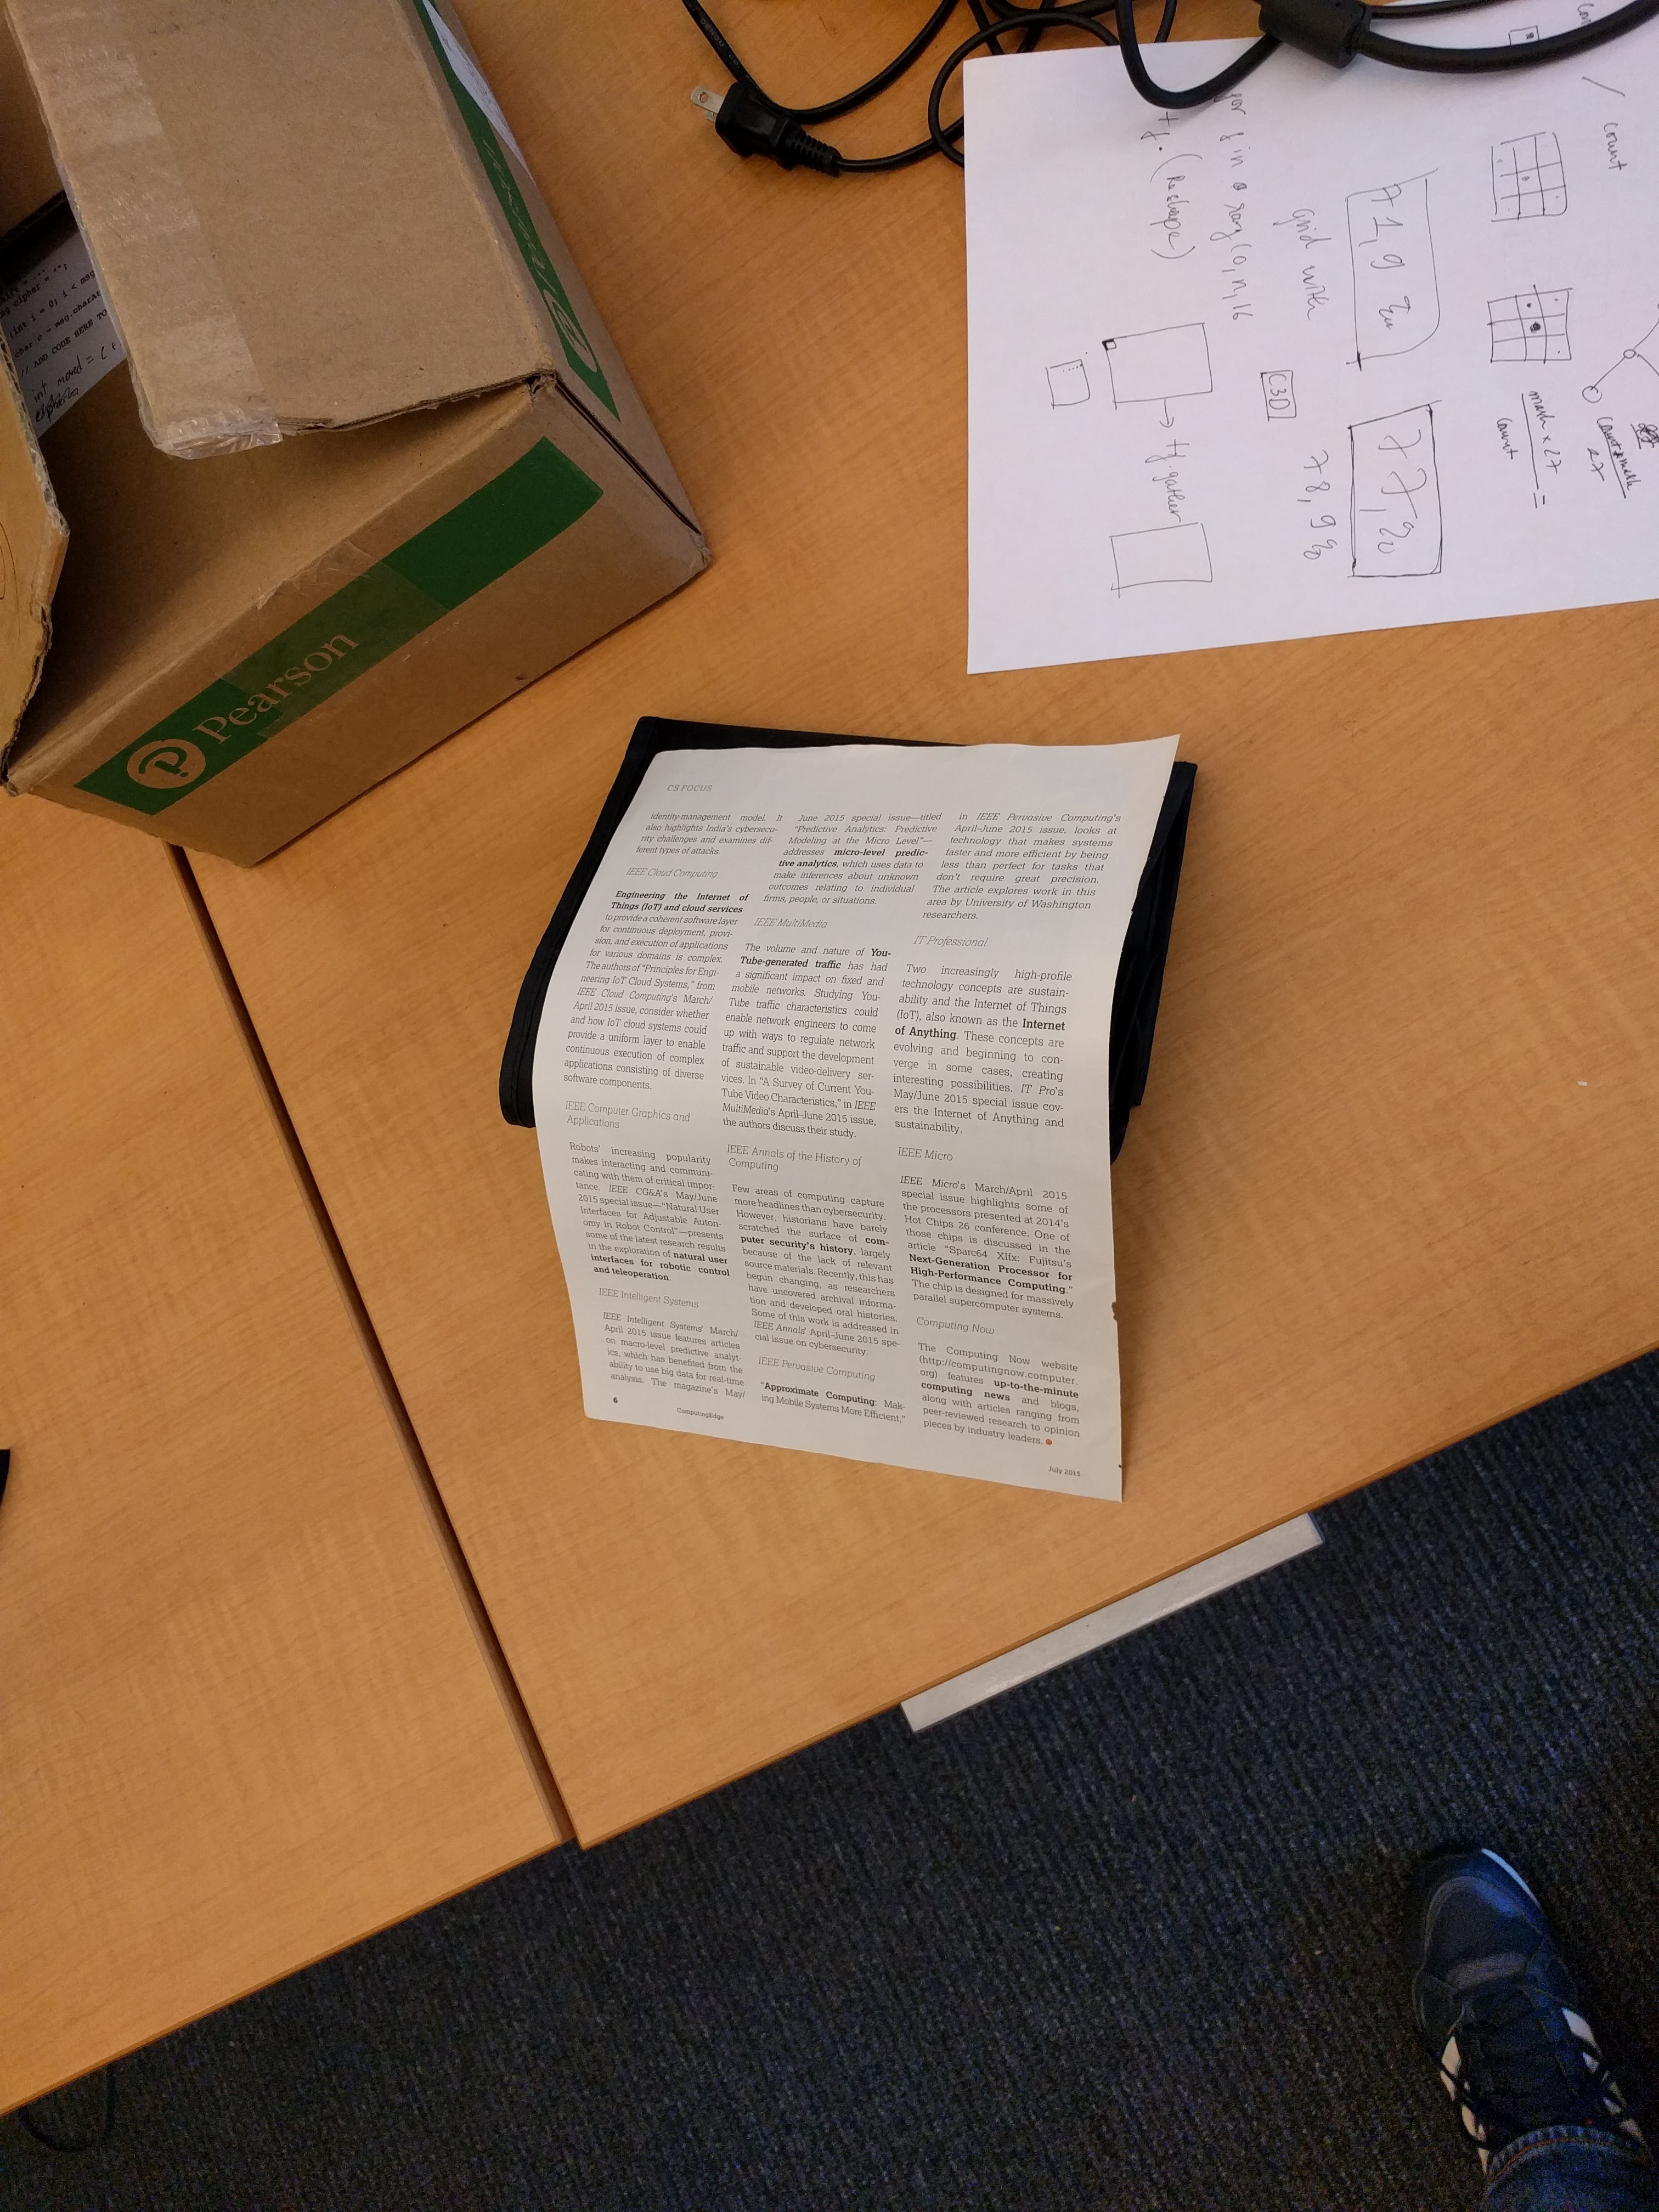 CS FOCUS
identity-management model. It
also highlights India's cybersecu-
rity challenges and examines dif-
ferent types of attacks.
IEEE Cloud Computing
Engineering the Internet of
Things (IoT) and cloud services
to provide a coherent software layer
for continuous deployment, provi-
sion, and execution of applications
for various domains is complex.
The authors of "Principles for Engi-
neering IoT Cloud Systems," from
IEEE Cloud Computing's March/
April 2015 issue, consider whether
and how IoT cloud systems could
provide a uniform layer to enable
continuous execution of complex
applications consisting of diverse
software components.
IEEE Computer Graphics and
Applications
Robots' increasing popularity
makes interacting and communi-
cating with them of critical impor-
tance. IEEE CG&A's May/June
2015 special issue—"Natural User
Interfaces for Adjustable Auton-
omy in Robot Control"—presents
some of the latest research results
in the exploration of natural user
interfaces for robotic control
and teleoperation.
IEEE Intelligent Systems
IEEE Intelligent Systems' March/
April 2015 issue features articles
on macro-level predictive analyt-
ics, which has benefited from the
ability to use big data for real-time
analysis. The magazine's May/
June 2015 special issue—titled
"Predictive Analytics: Predictive
Modeling at the Micro Level"—
addresses micro-level predic-
tive analytics, which uses data to
make inferences about unknown
outcomes relating to individual
firms, people, or situations.
IEEE MultiMedia
The volume and nature of You-
Tube-generated traffic has had
a significant impact on fixed and
mobile networks. Studying You-
Tube traffic characteristics could
enable network engineers to come
up with ways to regulate network
traffic and support the development
of sustainable video-delivery ser-
vices. In "A Survey of Current You-
Tube Video Characteristics," in IEEE
MultiMedia's April–June 2015 issue,
the authors discuss their study.
IEEE Annals of the History of
Computing
Few areas of computing capture
more headlines than cybersecurity.
However, historians have barely
scratched the surface of com-
puter security's history, largely
because of the lack of relevant
source materials. Recently, this has
begun changing, as researchers
have uncovered archival informa-
tion and developed oral histories.
Some of this work is addressed in
IEEE Annals' April–June 2015 spe-
cial issue on cybersecurity.
IEEE Pervasive Computing
"Approximate Computing: Mak-
ing Mobile Systems More Efficient,"
in IEEE Pervasive Computing's
April–June 2015 issue, looks at
technology that makes systems
faster and more efficient by being
less than perfect for tasks that
don't require great precision.
The article explores work in this
area by University of Washington
researchers.
IT Professional
Two increasingly high-profile
technology concepts are sustain-
ability and the Internet of Things
(IoT), also known as the Internet
of Anything. These concepts are
evolving and beginning to con-
verge in some cases, creating
interesting possibilities. IT Pro's
May/June 2015 special issue cov-
ers the Internet of Anything and
sustainability.
IEEE Micro
IEEE Micro's March/April 2015
special issue highlights some of
the processors presented at 2014's
Hot Chips 26 conference. One of
those chips is discussed in the
article "Sparc64 XIfx: Fujitsu's
Next-Generation Processor for
High-Performance Computing."
The chip is designed for massively
parallel supercomputer systems.
Computing Now
The Computing Now website
(http://computingnow.computer.
org) features up-to-the-minute
computing news and blogs,
along with articles ranging from
peer-reviewed research to opinion
pieces by industry leaders.
6
ComputingEdge
July 2015
Pearson
int i = 0; i < msg
char c = msg.charAt
// ADD CODE HERE TO
int moved = (
count
71,9 %
grid with
(Reshape)
C3D
77,%
78,9%
tf.gather
mask x 27
count
count
27